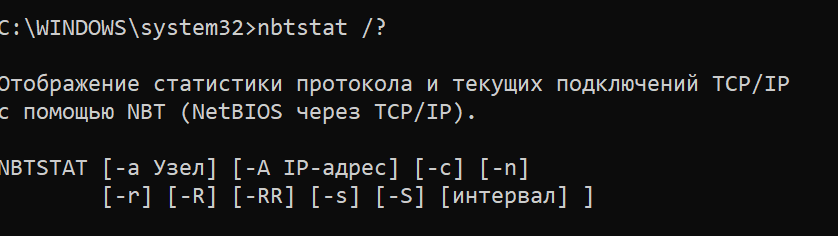 C:\WINDOWS\system32>nbtstat /?
Отображение статистики протокола и текущих подключений TCP/IP
с помощью NBT (NetBIOS через TCP/IP).
NBTSTAT [-a Узел] [-A IP-адрес] [-c] [-n]
[-r] [-R] [-RR] [-s] [-S] [интервал] ]